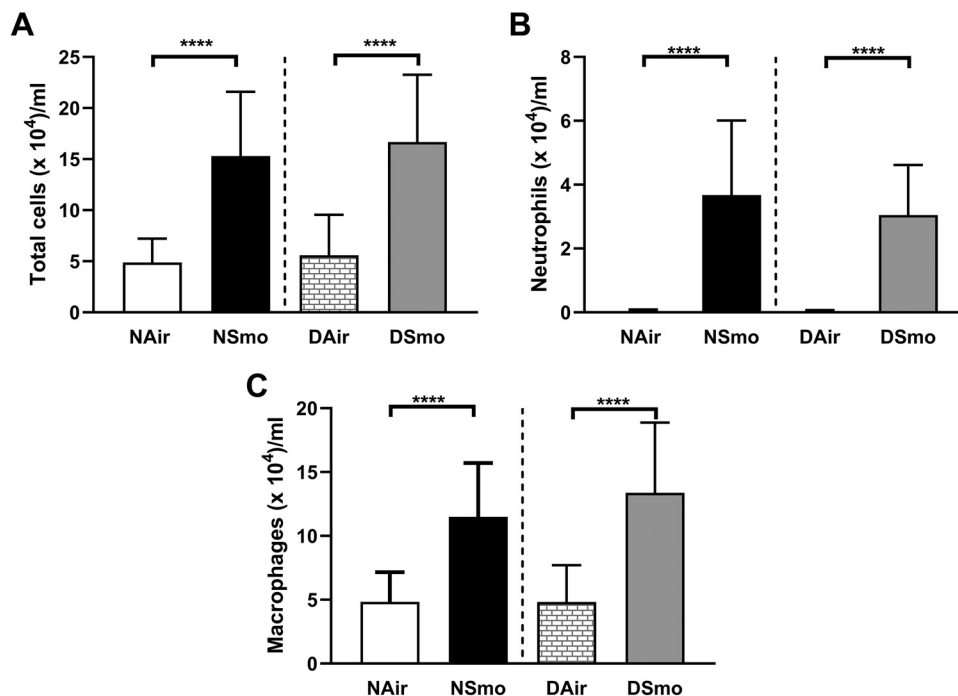 A
Total cells (x 10⁴)/ml
25
20
15
10
5
0
****
****
NAir NSmo DAir DSmo
B
Neutrophils (x 10⁴)/ml
8
6
4
2
0
****
****
NAir NSmo DAir DSmo
C
Macrophages (x 10⁴)/ml
20
15
10
5
0
****
****
NAir NSmo DAir DSmo